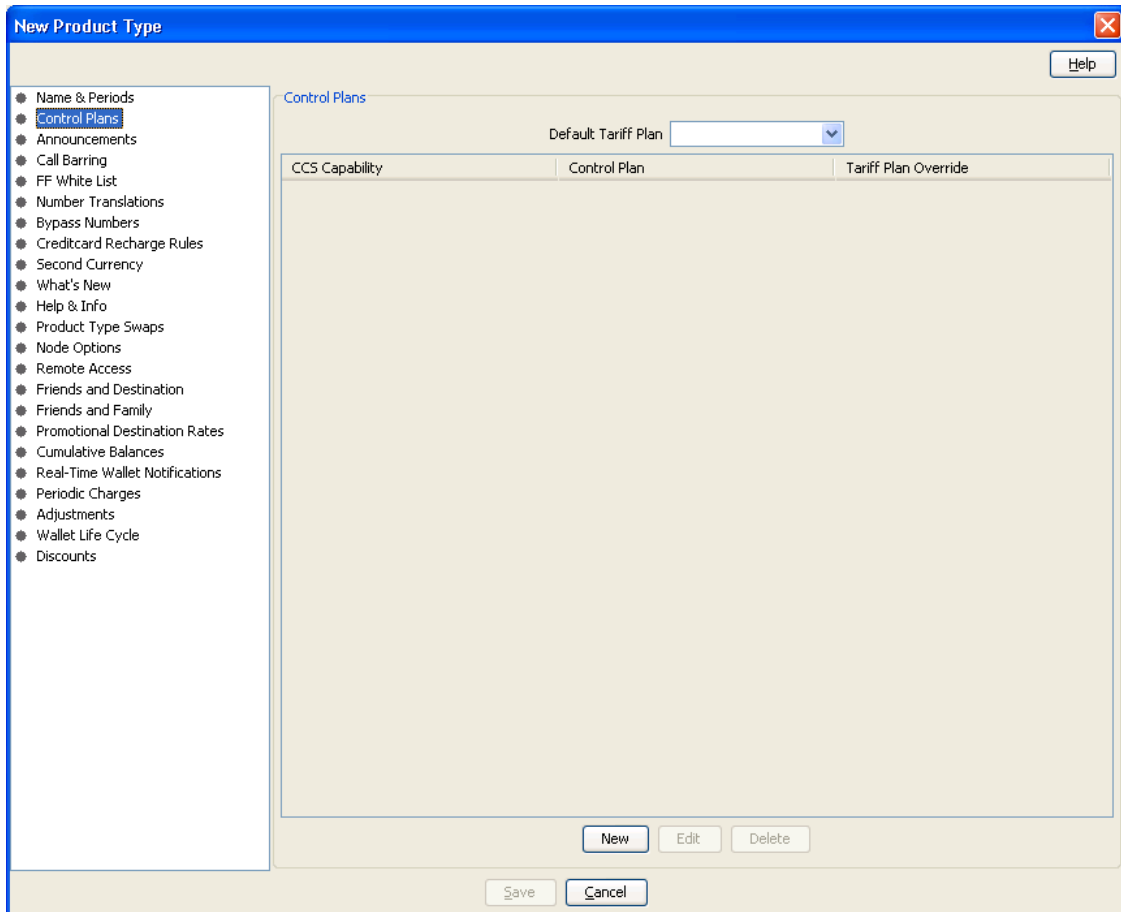 New Product Type
Help
Name & Periods
Control Plans
Announcements
Call Barring
FF White List
Number Translations
Bypass Numbers
Creditcard Recharge Rules
Second Currency
What's New
Help & Info
Product Type Swaps
Node Options
Remote Access
Friends and Destination
Friends and Family
Promotional Destination Rates
Cumulative Balances
Real-Time Wallet Notifications
Periodic Charges
Adjustments
Wallet Life Cycle
Discounts
Control Plans
Default Tariff Plan
CCS Capability Control Plan Tariff Plan Override
New Edit Delete
Save Cancel